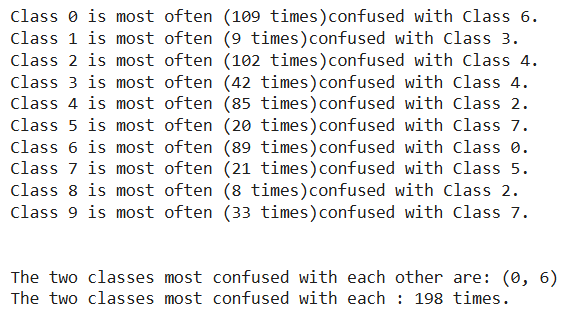 Class 0 is most often (109 times)confused with Class 6.
Class 1 is most often (9 times)confused with Class 3.
Class 2 is most often (102 times)confused with Class 4.
Class 3 is most often (42 times)confused with Class 4.
Class 4 is most often (85 times)confused with Class 2.
Class 5 is most often (20 times)confused with Class 7.
Class 6 is most often (89 times)confused with Class 0.
Class 7 is most often (21 times)confused with Class 5.
Class 8 is most often (8 times)confused with Class 2.
Class 9 is most often (33 times)confused with Class 7.
The two classes most confused with each other are: (0, 6)
The two classes most confused with each : 198 times.